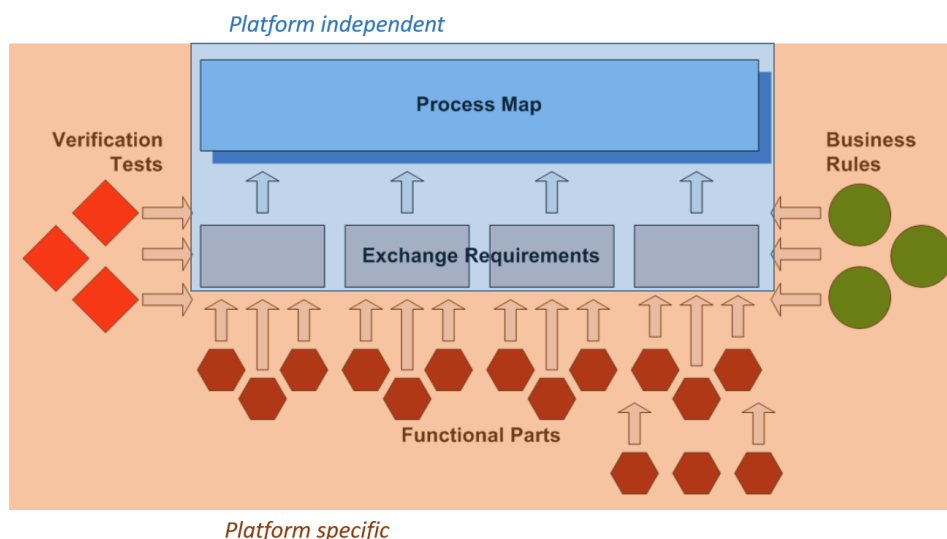 Platform independent
Process Map
Verification
Tests
Business
Rules
Exchange Requirements
Functional Parts
Platform specific